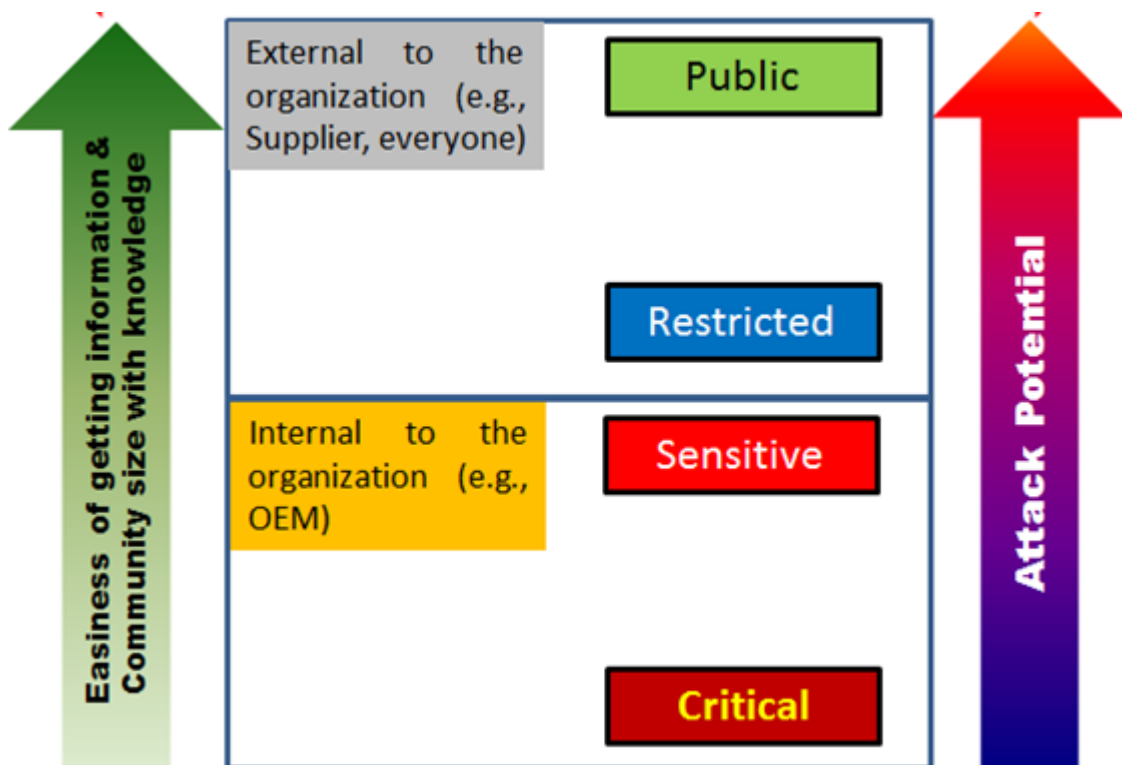 Easiness of getting information &
Community size with knowledge
External to the
organization (e.g.,
Supplier, everyone)
Public
Restricted
Internal to the
organization (e.g.,
OEM)
Sensitive
Critical
Attack Potential